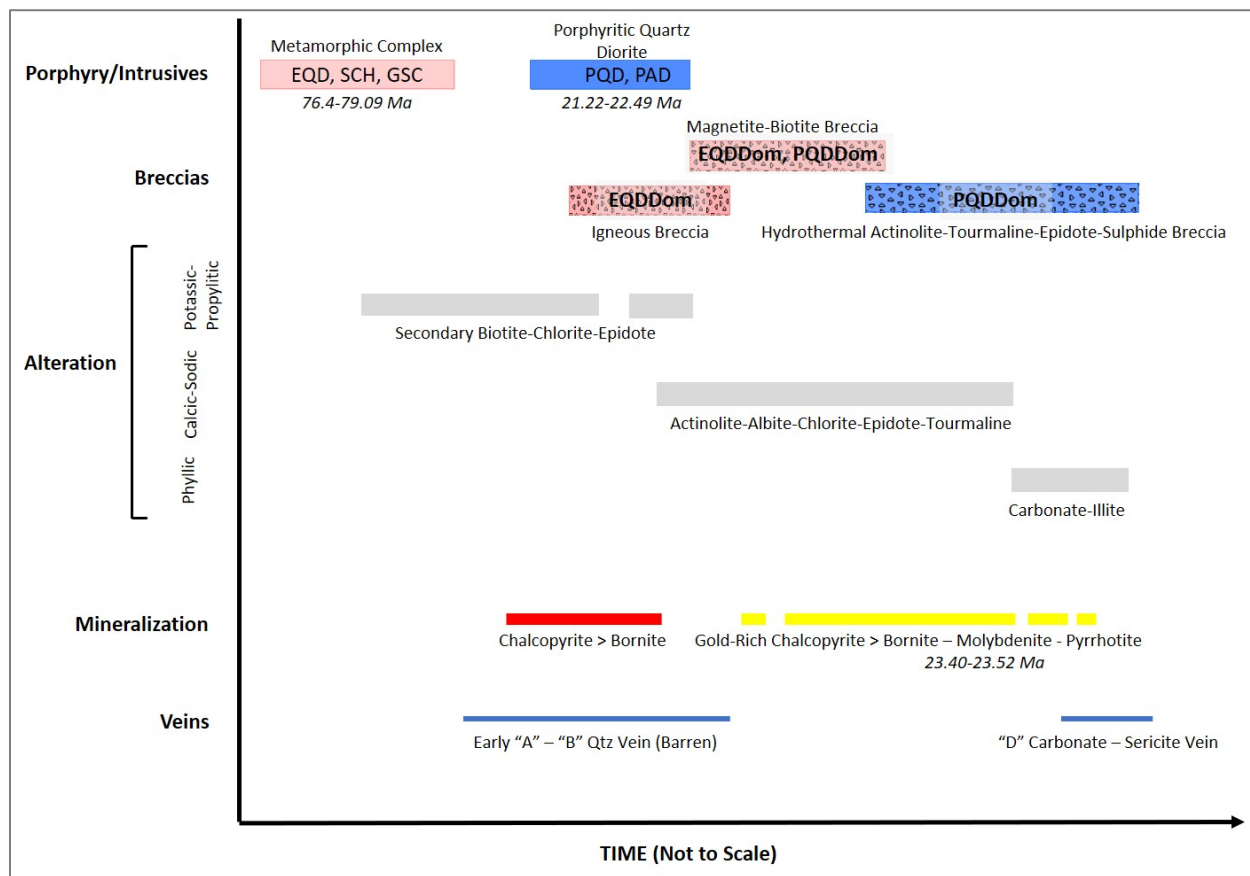 Porphyry/Intrusives
Metamorphic Complex
EQD, SCH, GSC
76.4-79.09 Ma
Porphyritic Quartz
Diorite
PQD, PAD
21.22-22.49 Ma
Breccias
Magnetite-Biotite Breccia
EQDDom, PQDDom
EQDDom
Igneous Breccia
PQDDom
Hydrothermal Actinolite-Tourmaline-Epidote-Sulphide Breccia
Alteration
Potassic-
Propylitic
Secondary Biotite-Chlorite-Epidote
Calcic-Sodic
Actinolite-Albite-Chlorite-Epidote-Tourmaline
Phyllic
Carbonate-Illite
Mineralization
Chalcopyrite > Bornite
Gold-Rich Chalcopyrite > Bornite – Molybdenite - Pyrrhotite
23.40-23.52 Ma
Veins
Early “A” – “B” Qtz Vein (Barren)
“D” Carbonate – Sericite Vein
TIME (Not to Scale)